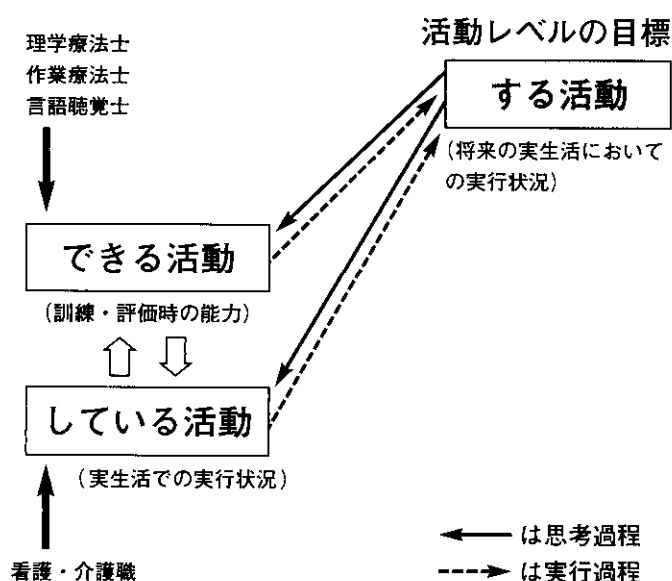 理学療法士
作業療法士
言語聴覚士
活動レベルの目標
する活動
(将来の実生活において
の実行状況)
できる活動
(訓練・評価時の能力)
している活動
(実生活での実行状況)
看護・介護職
は思考過程
は実行過程